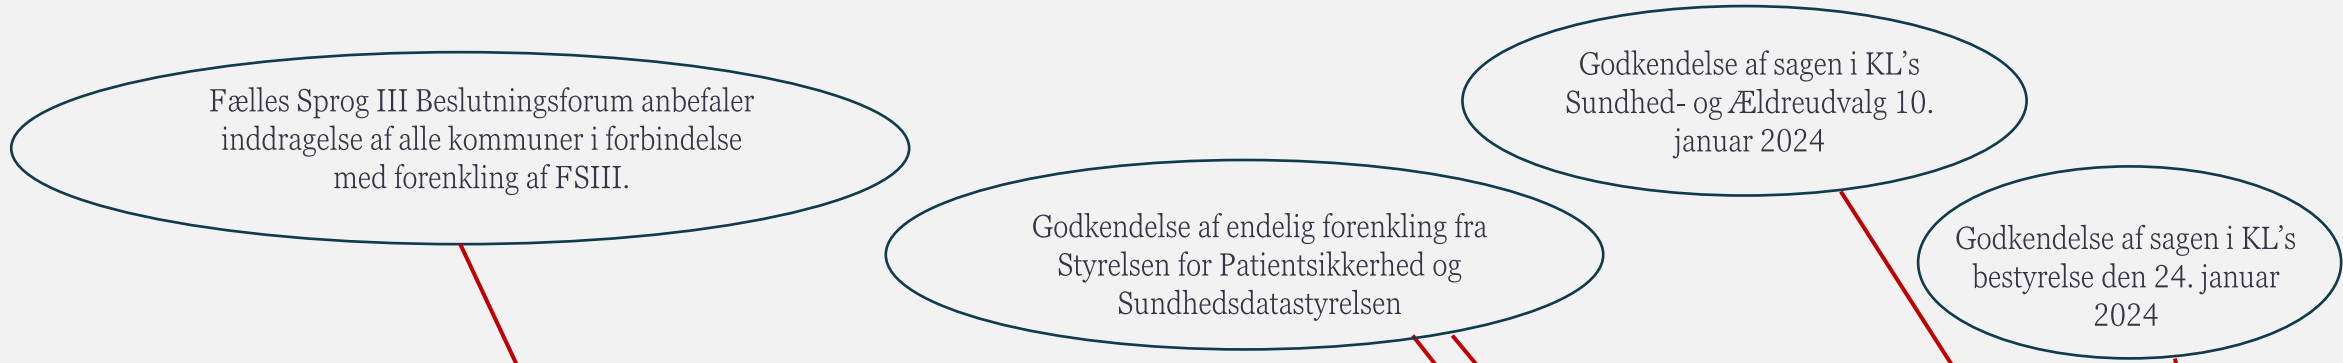 Fælles Sprog III Beslutningsforum anbefaler
inddragelse af alle kommuner i forbindelse
med forenkling af FSIII.
Godkendelse af endelig forenkling fra
Styrelsen for Patientsikkerhed og
Sundhedsdatastyrelsen
Godkendelse af sagen i KL’s
Sundhed- og Ældreudvalg 10.
januar 2024
Godkendelse af sagen i KL’s
bestyrelse den 24. januar
2024